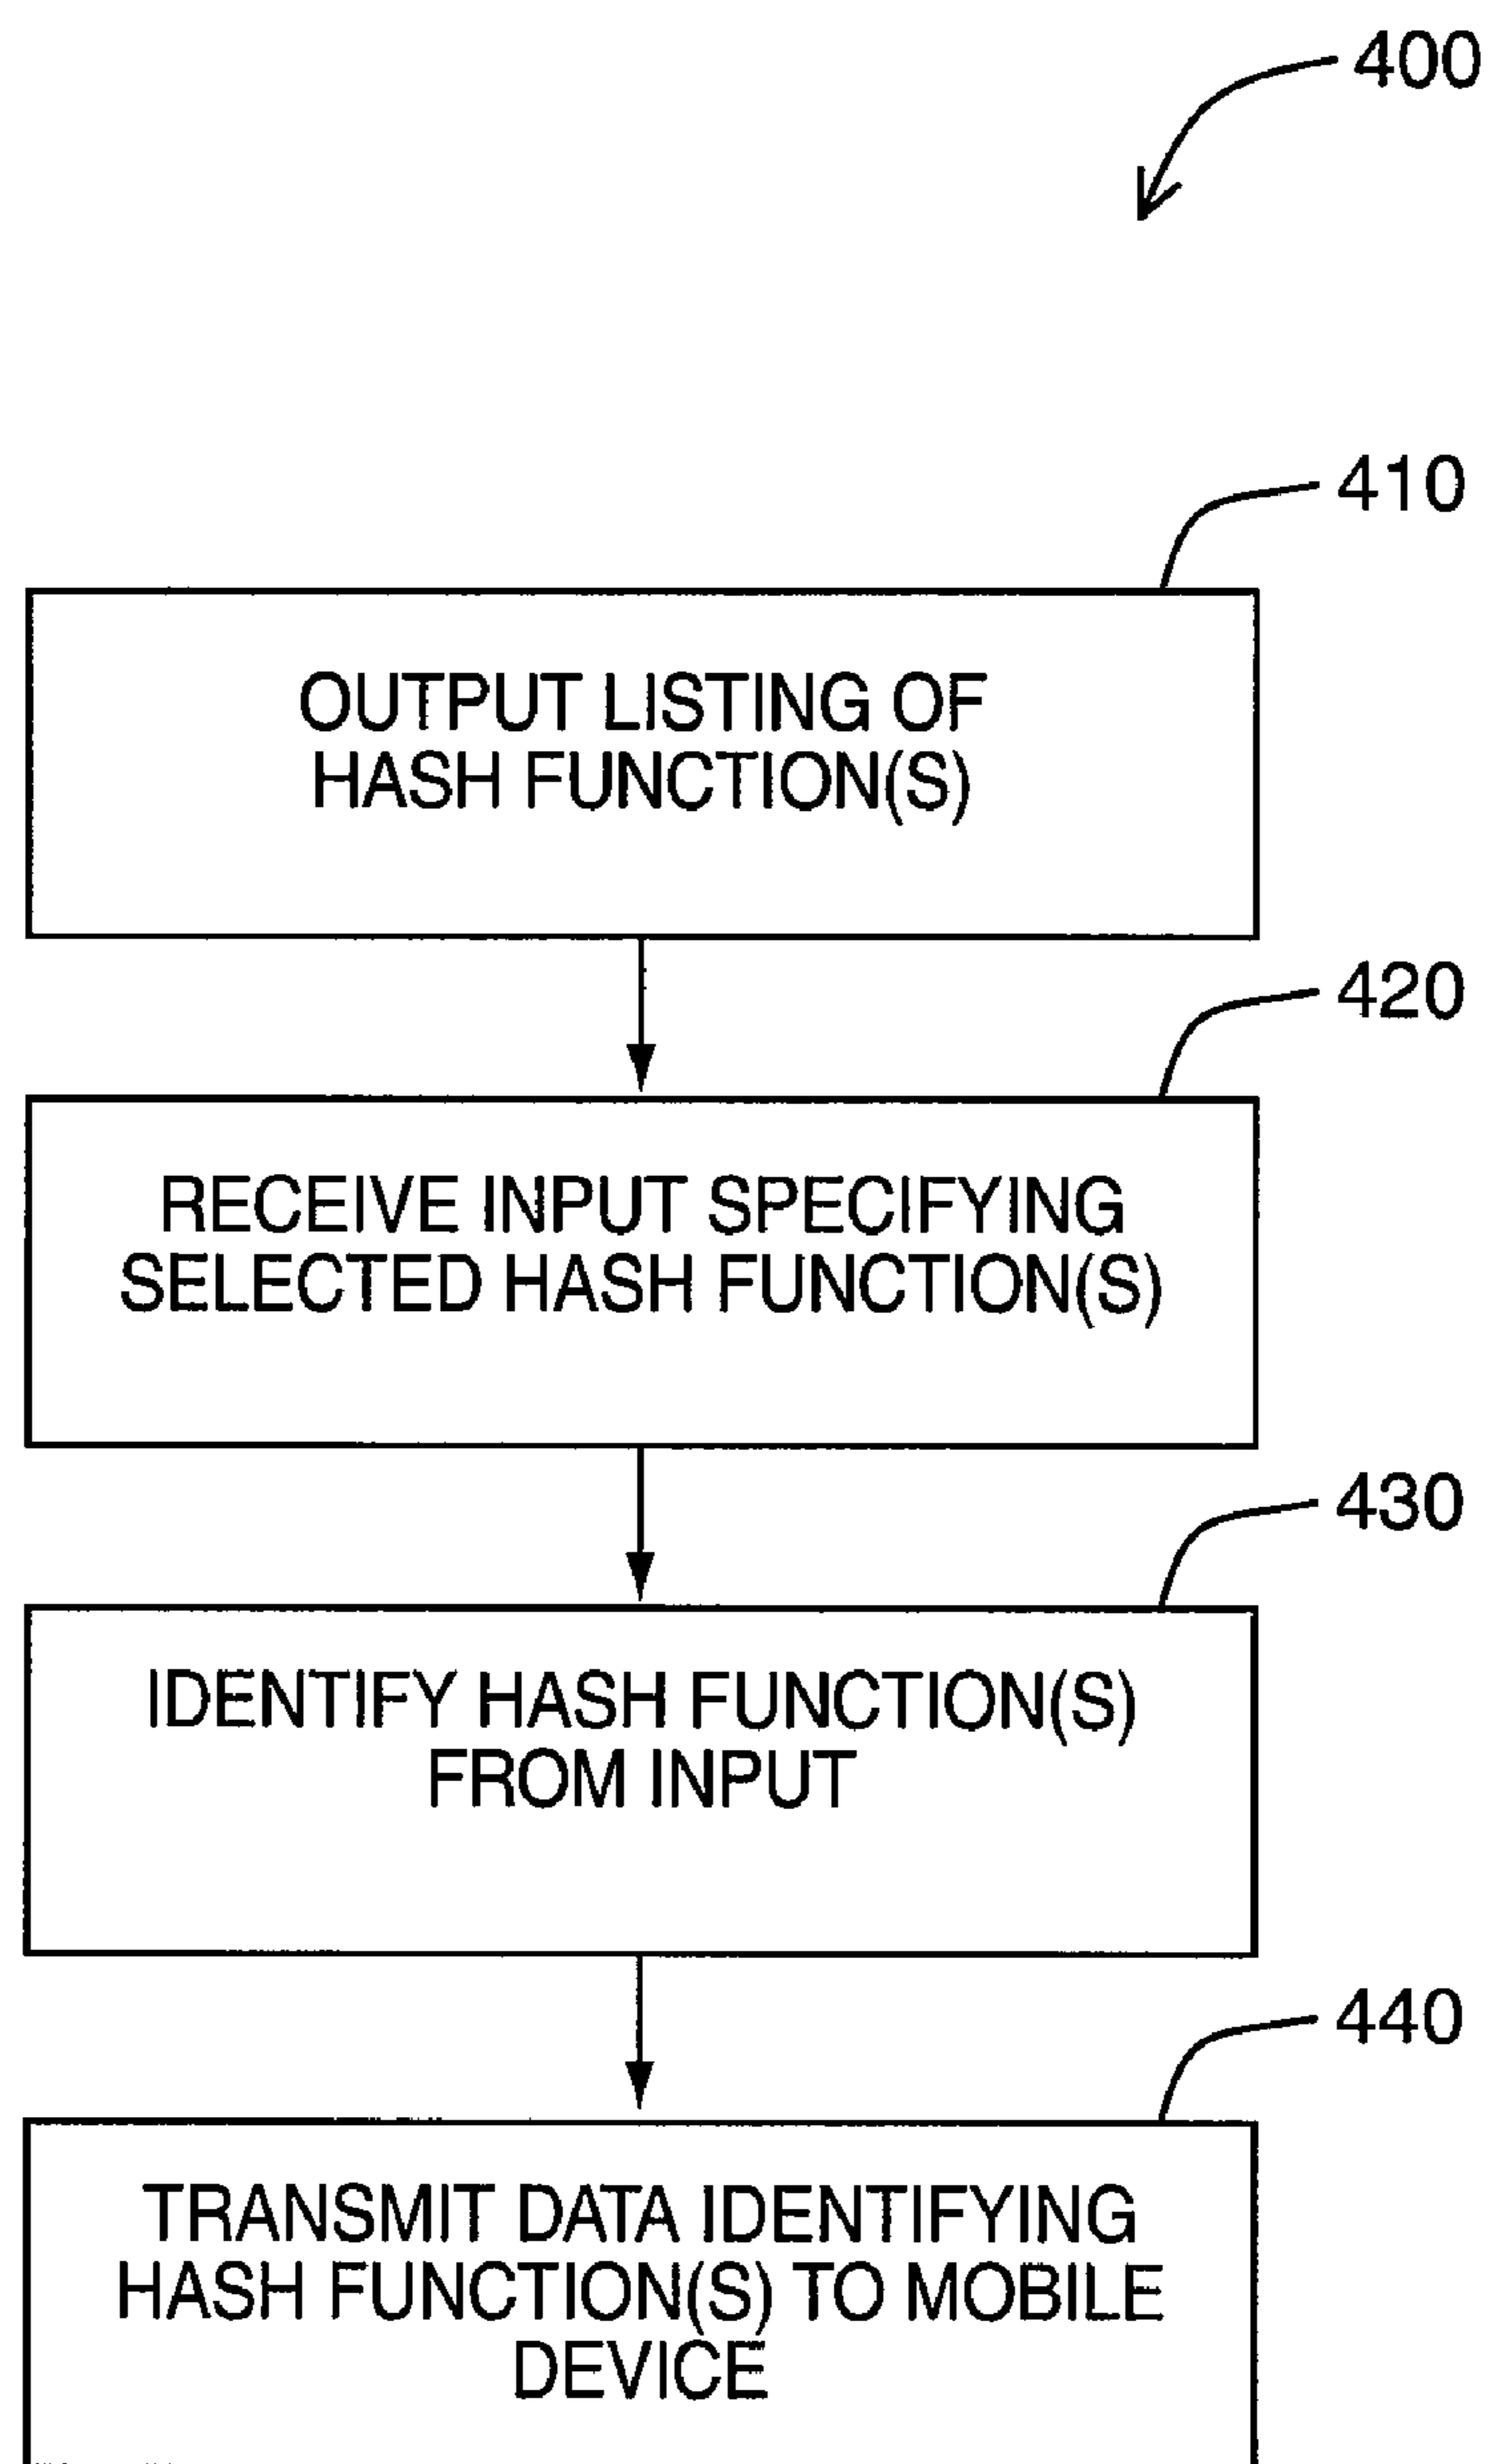 400
410
OUTPUT LISTING OF
HASH FUNCTION(S)
420
RECEIVE INPUT SPECIFYING
SELECTED HASH FUNCTION(S)
430
IDENTIFY HASH FUNCTION(S)
FROM INPUT
440
TRANSMIT DATA IDENTIFYING
HASH FUNCTION(S) TO MOBILE
DEVICE